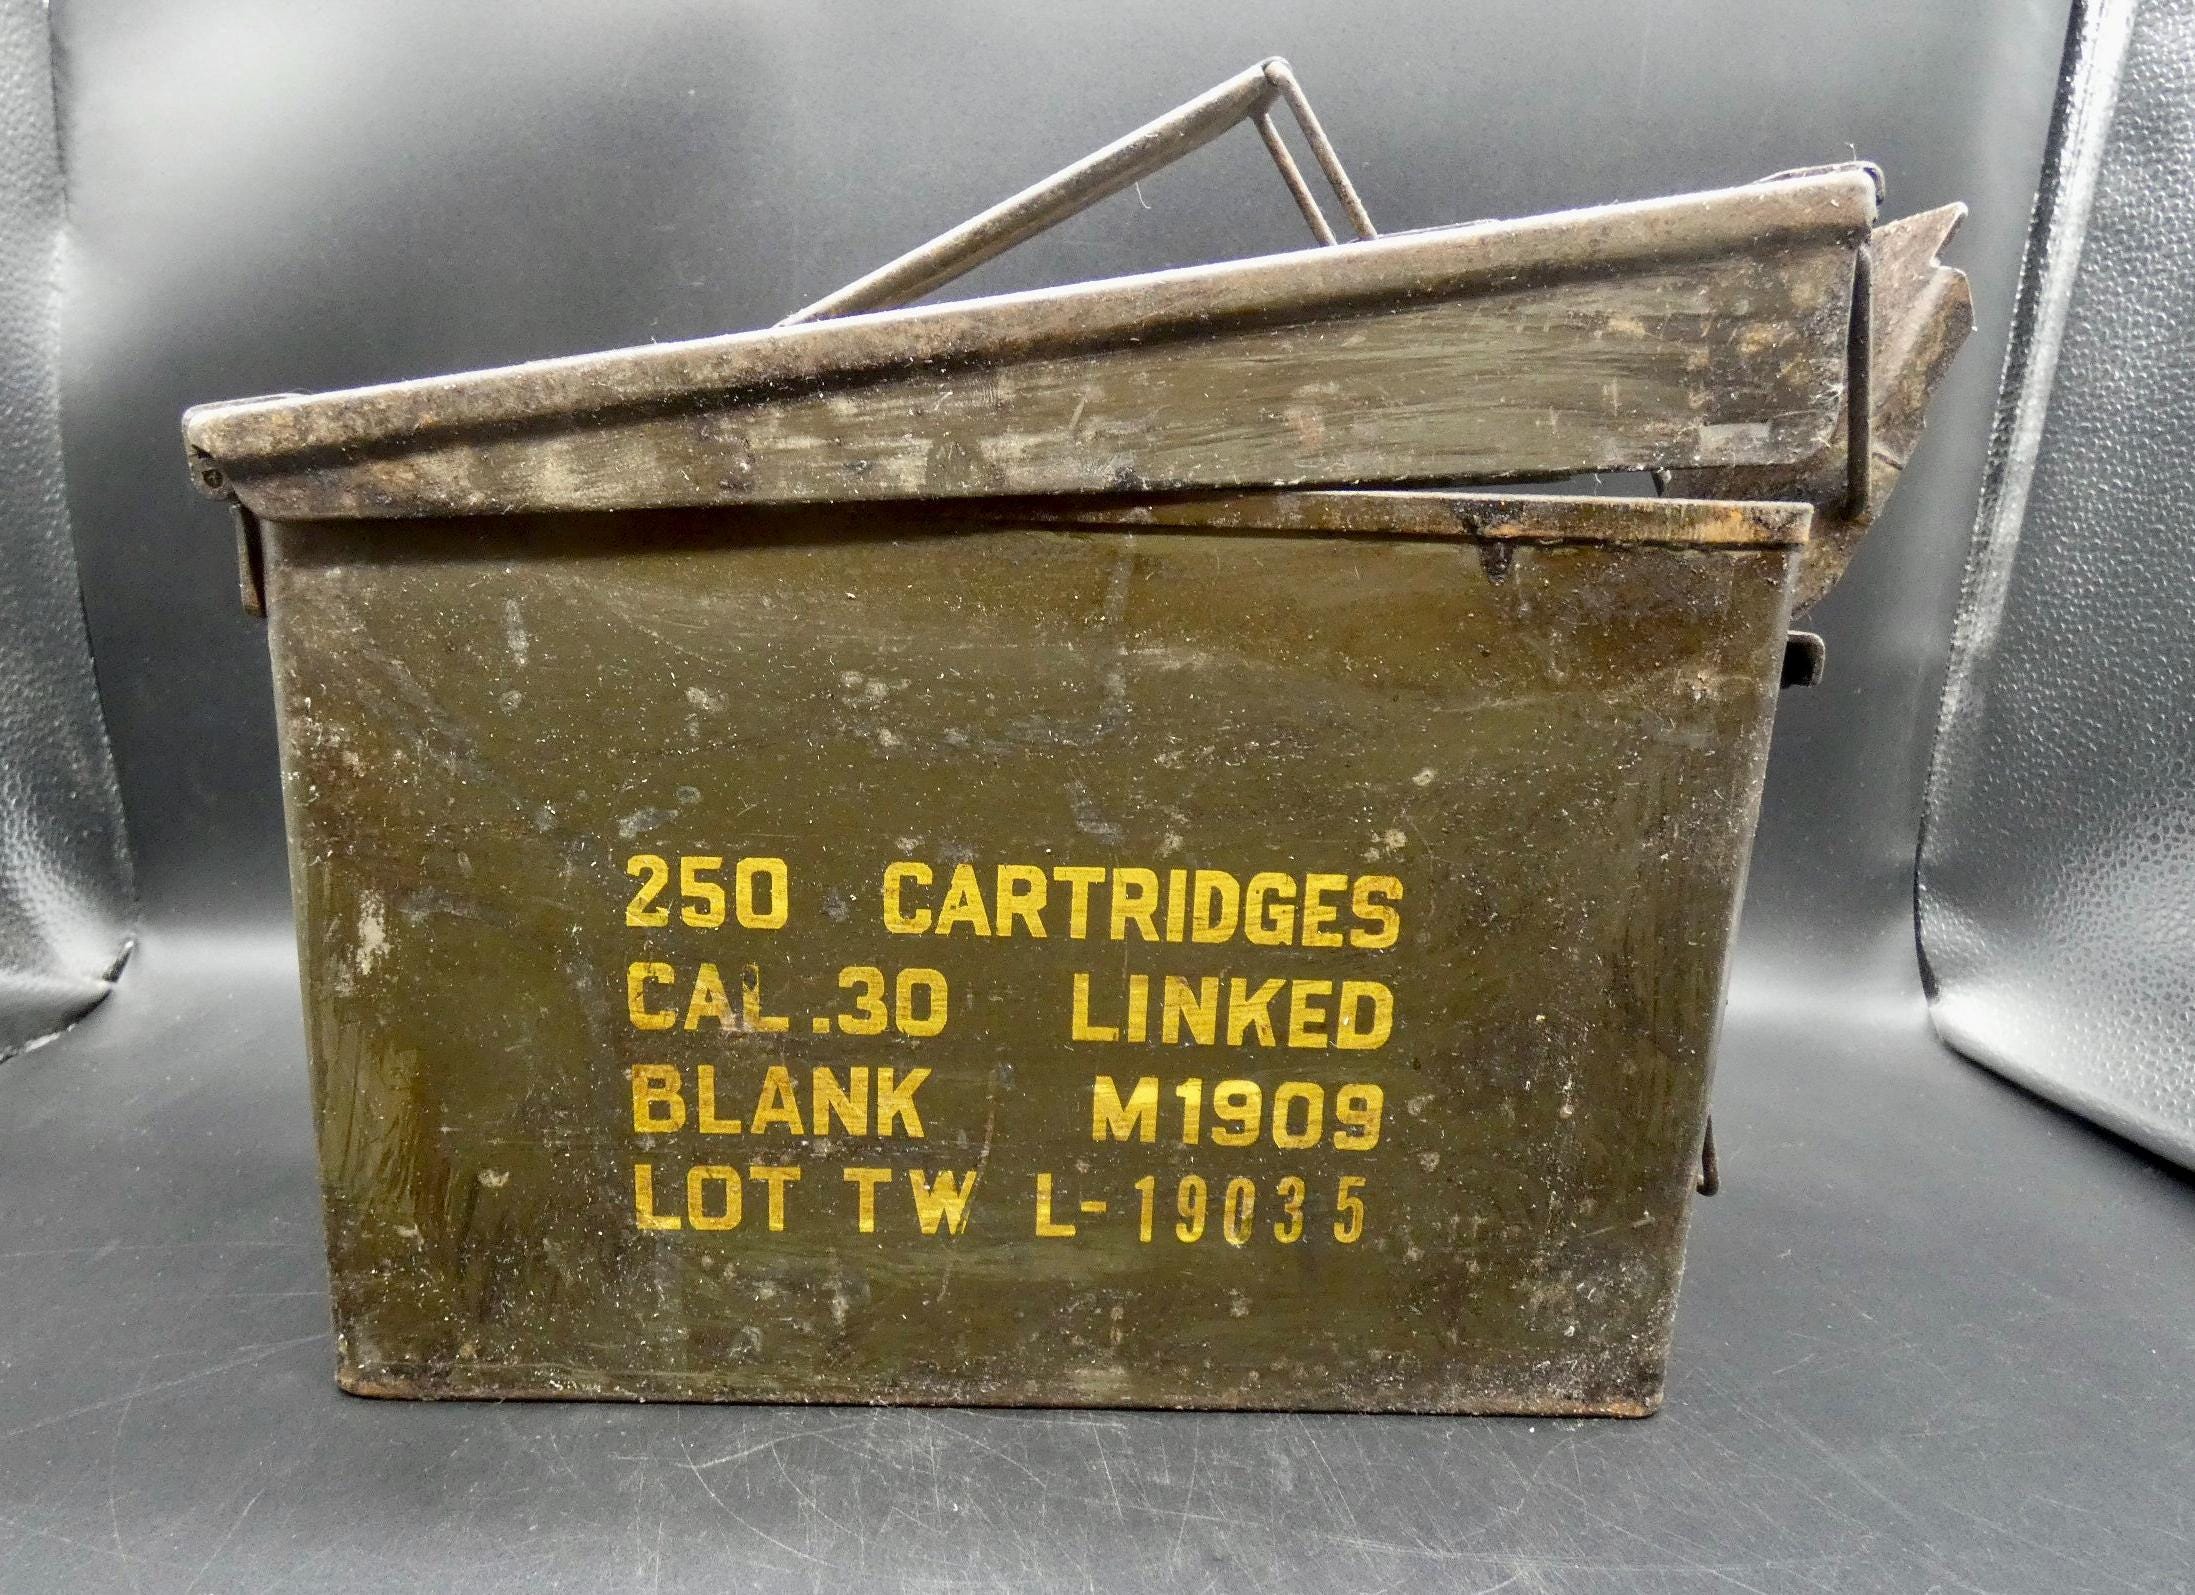 250 CARTRIDGES
CAL .30 LINKED
BLANK M1909
LOT TW L-19035